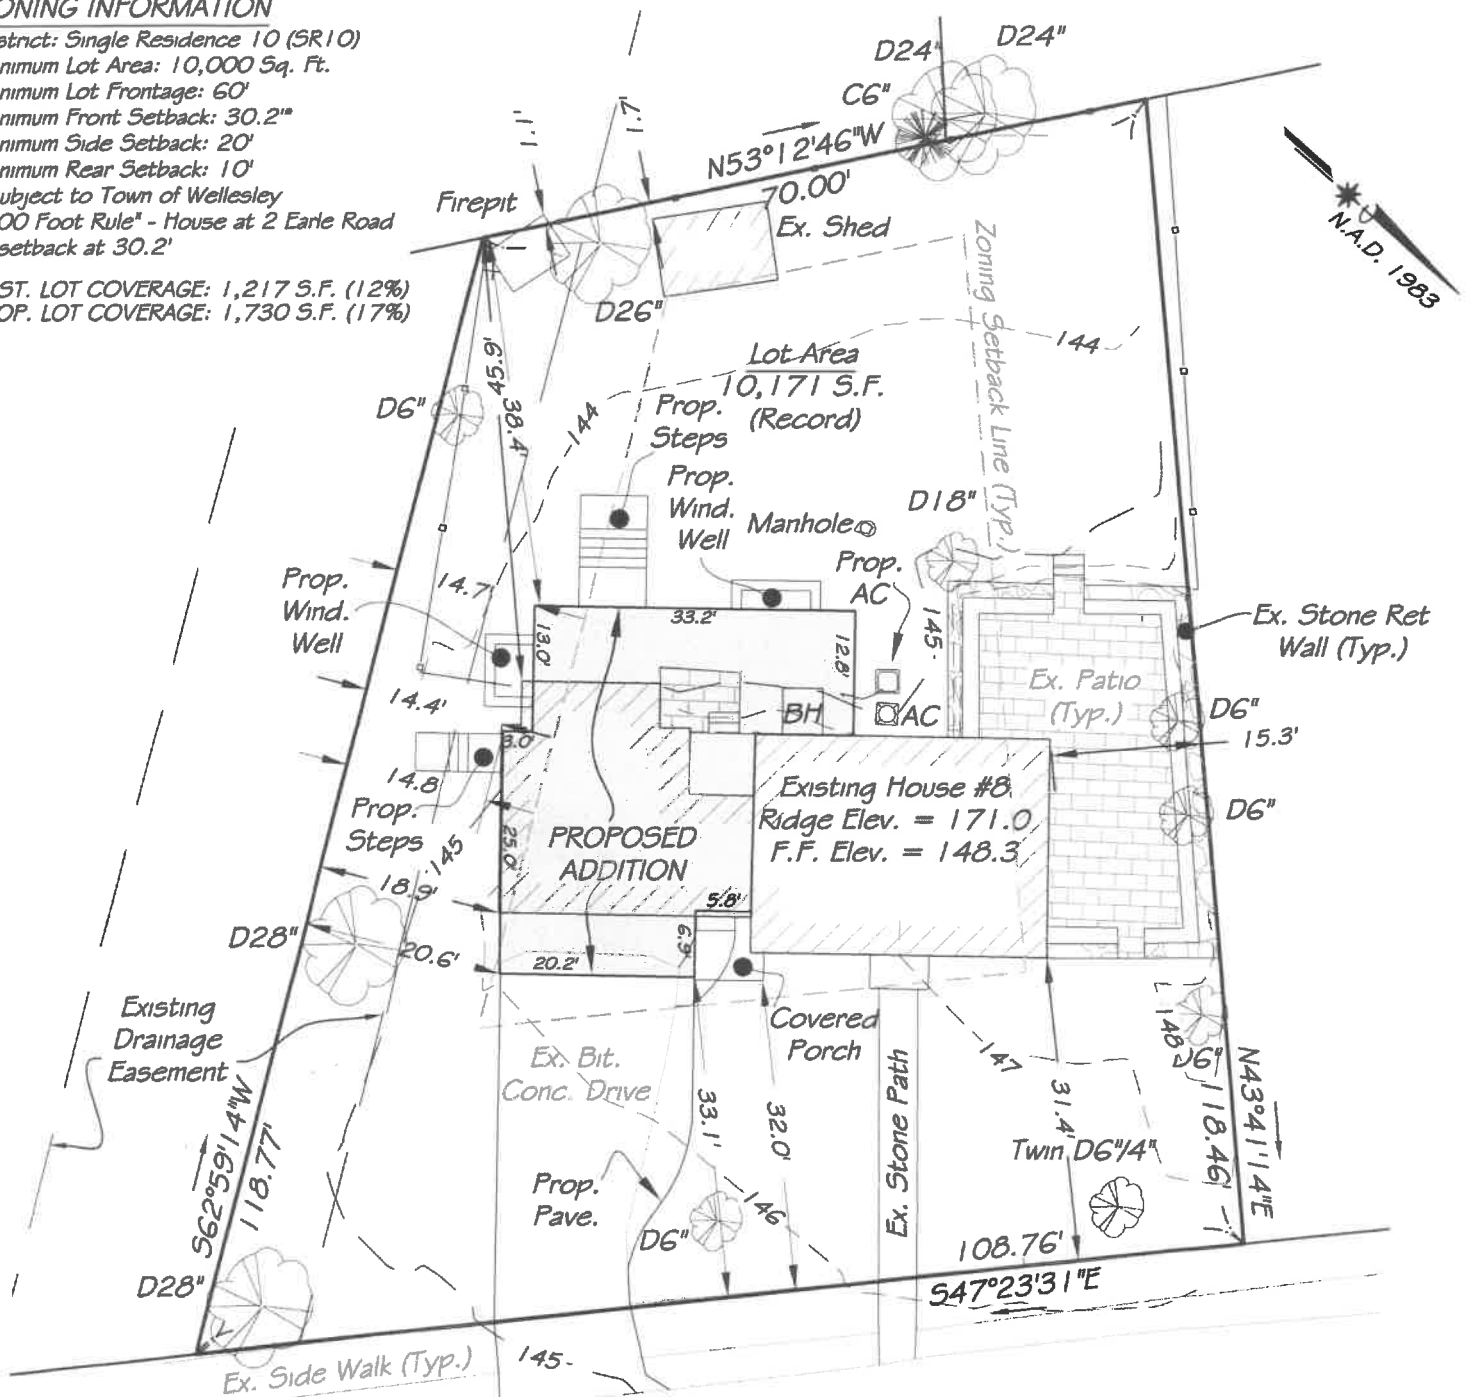 ONING INFORMATION
strict: Single Residence 10 (SR10)
nimum Lot Area: 10,000 Sq. Ft.
nimum Lot Frontage: 60'
nimum Front Setback: 30.2'*
nimum Side Setback: 20'
nimum Rear Setback: 10'
ubject to Town of Wellesley
00 Foot Rule" - House at 2 Earle Road
setback at 30.2'
ST. LOT COVERAGE: 1,217 S.F. (12%)
OP. LOT COVERAGE: 1,730 S.F. (17%)
D24"
D24"
C6"
1.1'
1.7'
N53°12'46"W
70.00'
Firepit
Ex. Shed
D26"
N.A.D. 1983
Zoning Setback Line (Typ.)
Lot Area
10,171 S.F.
(Record)
144
144
45.9'
38.4'
D6"
Prop.
Steps
Prop.
Wind.
Well
Manhole
D18"
Prop.
AC
Prop.
Wind.
Well
14.7'
33.2'
13.0'
12.8'
145
Ex. Stone Ret
Wall (Typ.)
Ex. Patio
(Typ.)
14.4'
BH
AC
D6"
15.3'
3.0'
14.8
Prop.
Steps
145
25.0'
PROPOSED
ADDITION
Existing House #8
Ridge Elev. = 171.0
F.F. Elev. = 148.3
D6"
18.9'
5.8'
D28"
20.6'
20.2'
6.9'
Existing
Drainage
Easement
Covered
Porch
Ex. Bit.
Conc. Drive
33.1'
32.0'
Ex. Stone Path
147
31.4'
148
D6"
118.46'
N43°41'14"E
S62°59'14"W
118.77'
Twin D6"/4"
Prop.
Pave.
146
D6"
108.76'
S47°23'31"E
D28"
Ex. Side Walk (Typ.)
145